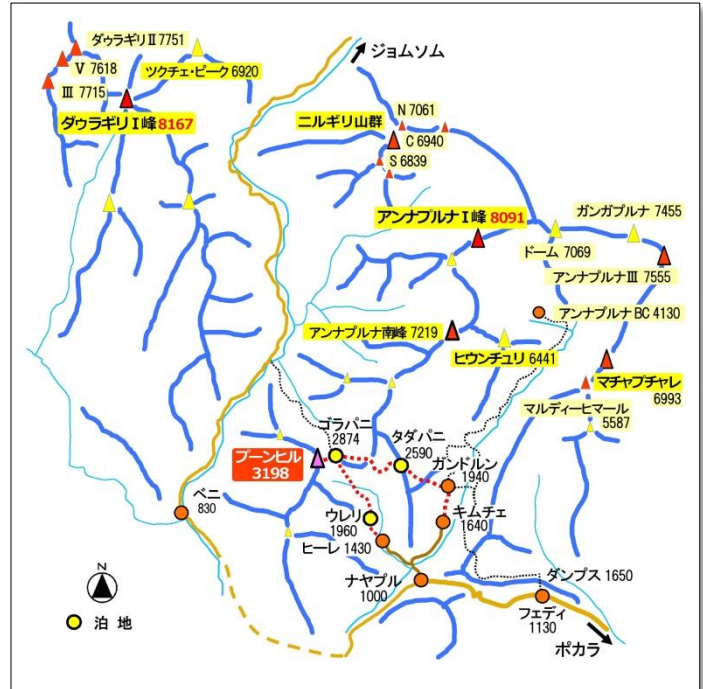 ダウラギリⅡ 7751
Ⅴ 7618
Ⅲ 7715
ツクチェ・ピーク 6920
ダウラギリⅠ峰 8167
ジョムソム
N 7061
ニルギリ山群
C 6940
S 6839
アンナプルナⅠ峰 8091
ガンガプルナ 7455
ドーム 7069
アンナプルナⅢ 7555
アンナプルナ BC 4130
アンナプルナ南峰 7219
ヒウンチュリ 6441
マチャプチャレ
6993
マルディーヒマール
5587
ゴラパニ
2874
タダパニ
2590
プーンヒル
3198
ガンドルン
1940
ベニ
830
ウレリ
1960
キムチェ
1640
ヒーレ 1430
ナヤプル
1000
ダンプス 1650
フェディ
1130
ポカラ
N
泊 地